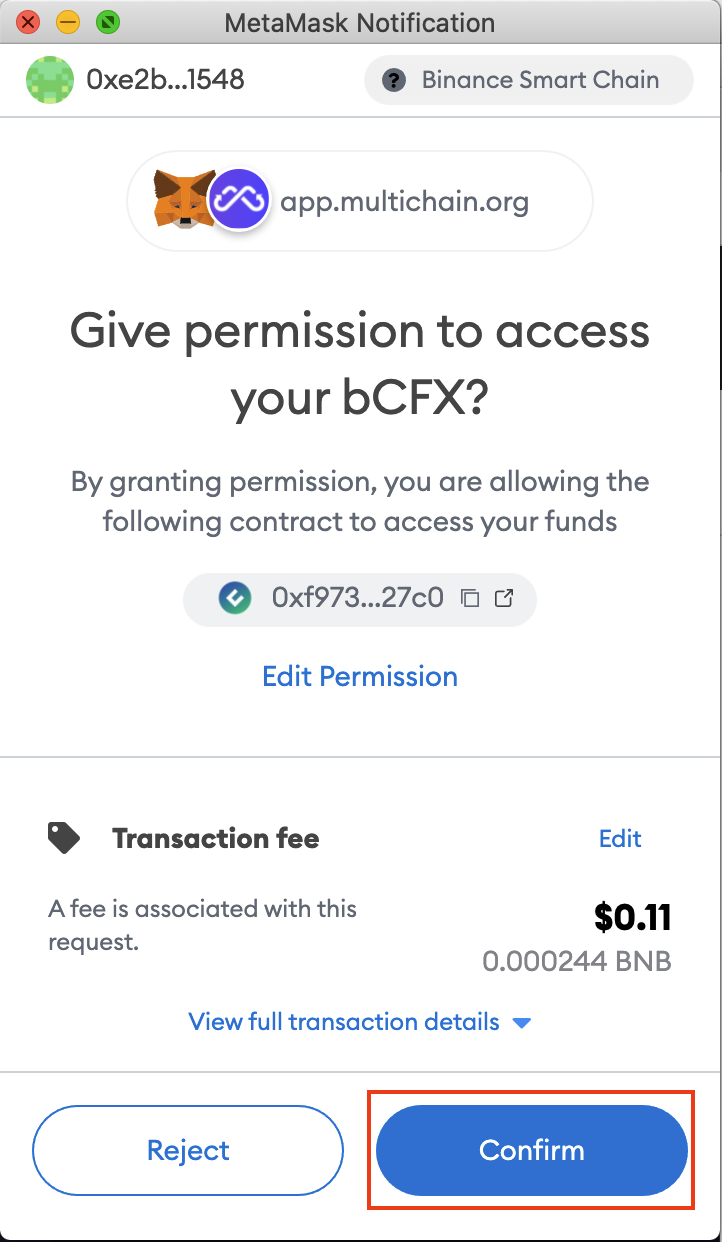 MetaMask Notification
0xe2b...1548
? Binance Smart Chain
app.multichain.org
Give permission to access
your bCFX?
By granting permission, you are allowing the
following contract to access your funds
0xf973...27c0
Edit Permission
Transaction fee
Edit
A fee is associated with this
request.
$0.11
0.000244 BNB
View full transaction details
Reject
Confirm